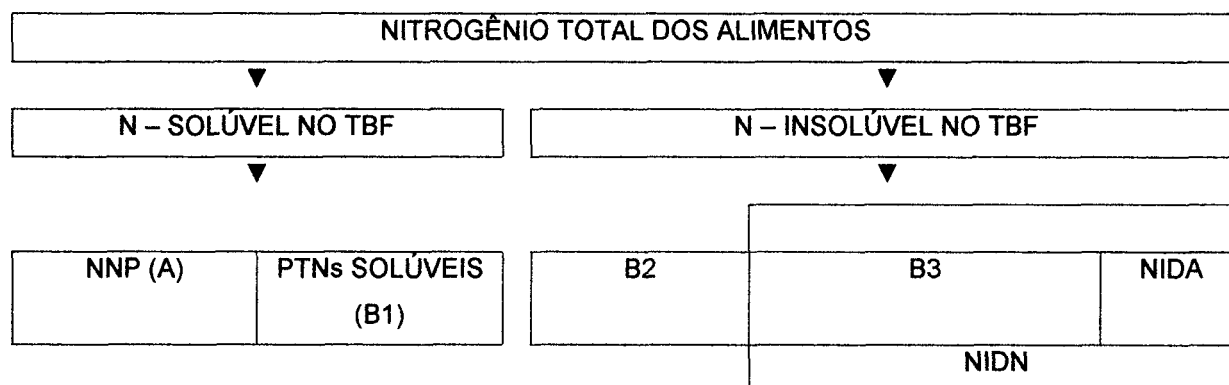 NITROGÊNIO TOTAL DOS ALIMENTOS
N – SOLÚVEL NO TBF
N – INSOLÚVEL NO TBF
NNP (A)
PTNs SOLÚVEIS
(B1)
B2
B3
NIDA
NIDN